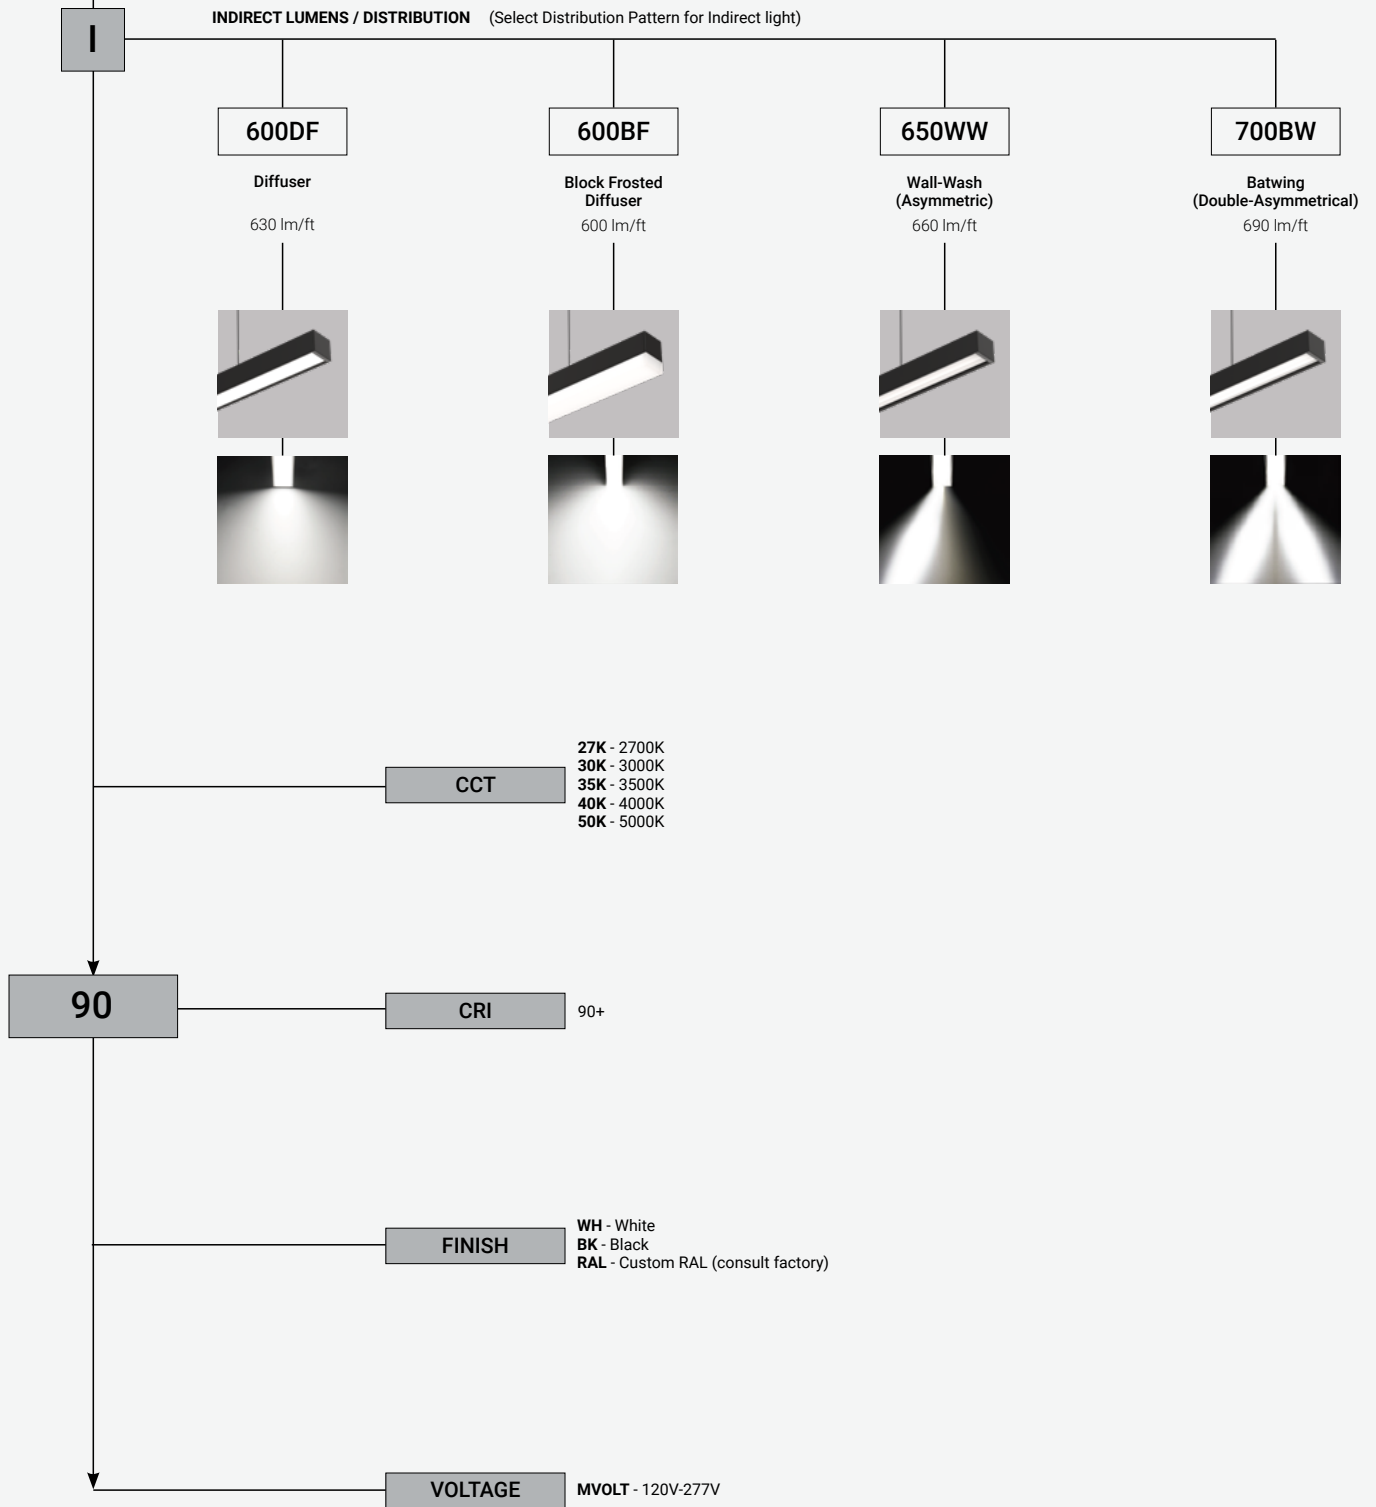 INDIRECT LUMENS / DISTRIBUTION (Select Distribution Pattern for Indirect light)
I
600DF
600BF
650WW
700BW
Diffuser
630 lm/ft
Block Frosted
Diffuser
600 lm/ft
Wall-Wash
(Asymmetric)
660 lm/ft
Batwing
(Double-Asymmetrical)
690 lm/ft
CCT
27K - 2700K
30K - 3000K
35K - 3500K
40K - 4000K
50K - 5000K
90
CRI
90+
FINISH
WH - White
BK - Black
RAL - Custom RAL (consult factory)
VOLTAGE
MVOLT - 120V-277V